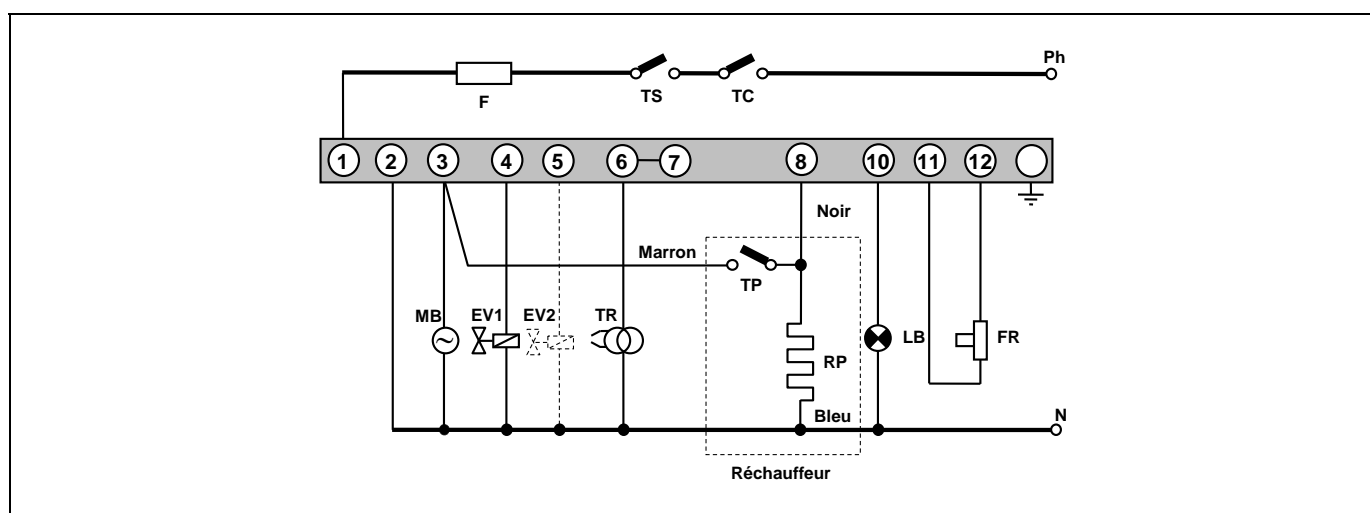 Ph
F
TS
TC
1 2 3 4 5 6 7 8 10 11 12
Noir
Marron
TP
MB
EV1
EV2
TR
LB
FR
RP
Bleu
N
Réchauffeur